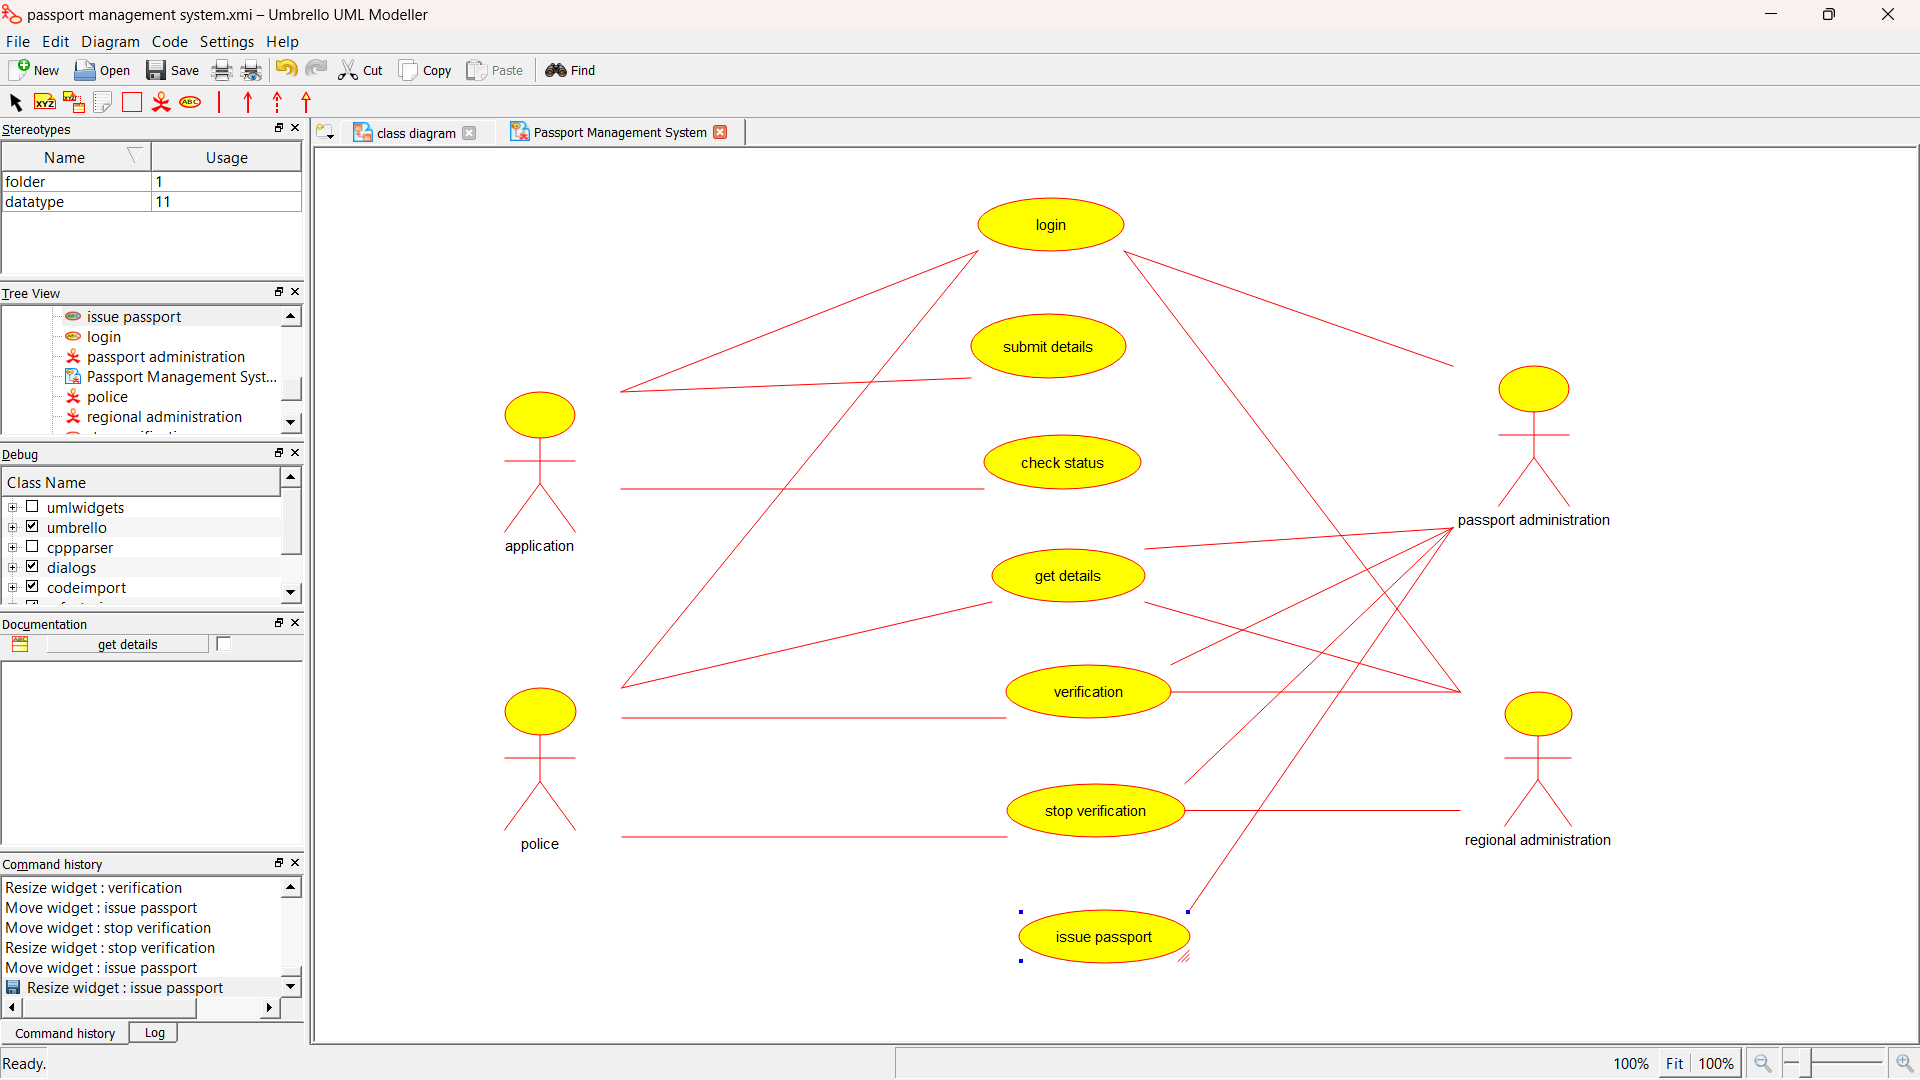 passport management system.xmi – Umbrello UML Modeller
File Edit Diagram Code Settings Help
New Open Save Cut Copy Paste Find
XYZ XYZ ABC
Stereotypes
Name Usage
folder 1
datatype 11
Tree View
issue passport
login
passport administration
Passport Management Syst...
police
regional administration
Debug
Class Name
umlwidgets
umbrello
cppparser
dialogs
codeimport
Documentation
get details
Command history
Resize widget : verification
Move widget : issue passport
Move widget : stop verification
Resize widget : stop verification
Move widget : issue passport
Resize widget : issue passport
Command history Log
Ready.
class diagram Passport Management System
login
submit details
check status
get details
verification
stop verification
issue passport
application
police
passport administration
regional administration
100% Fit 100%